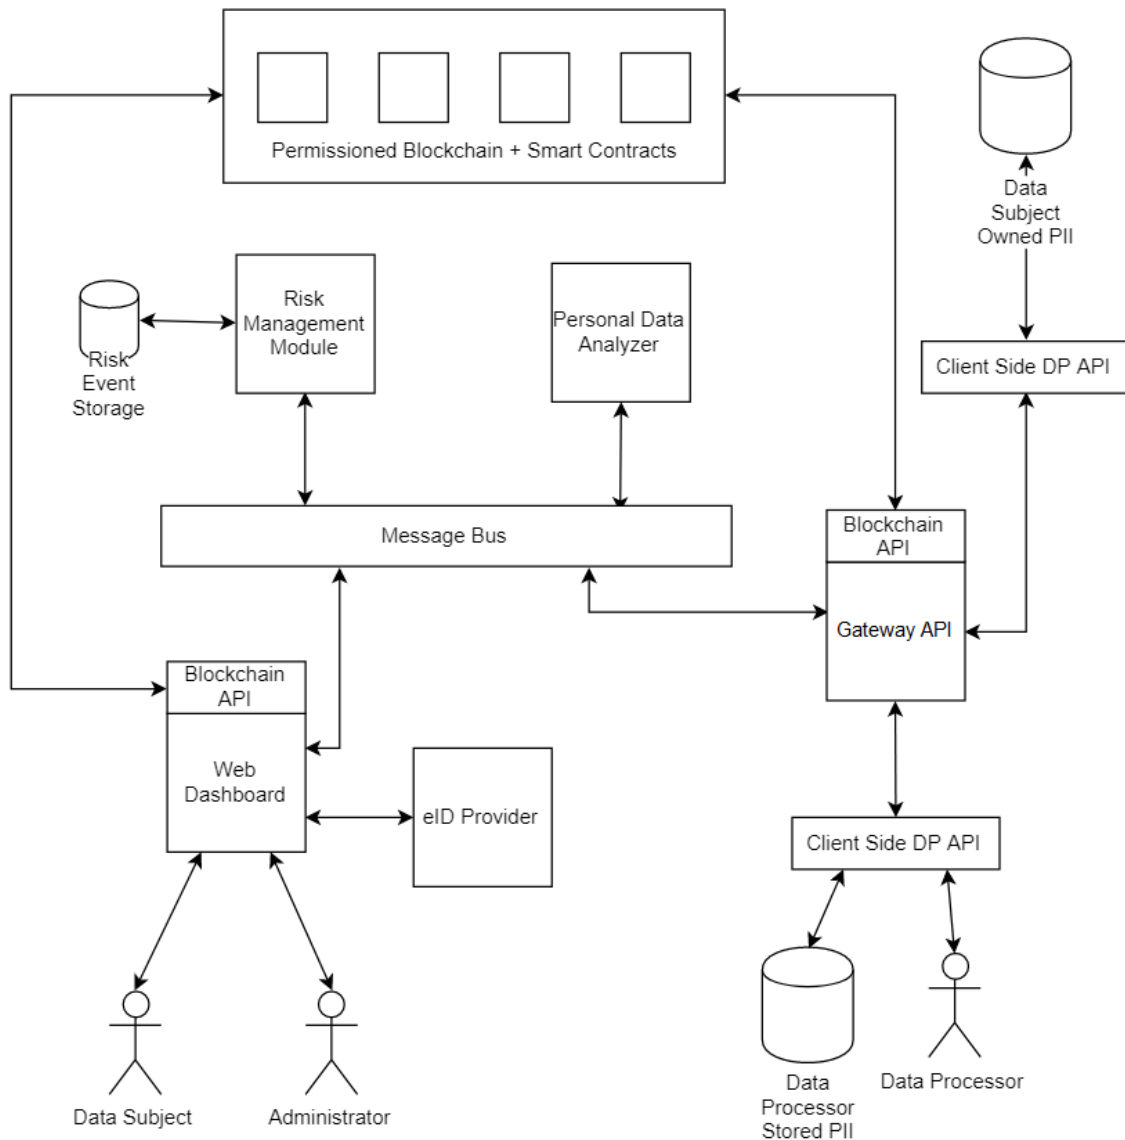 Permissioned Blockchain + Smart Contracts
Data
Subject
Owned PII
Risk
Management
Module
Personal Data
Analyzer
Risk
Event
Storage
Client Side DP API
Message Bus
Blockchain
API
Gateway API
Blockchain
API
Web
Dashboard
eID Provider
Client Side DP API
Data Subject
Administrator
Data
Processor
Stored PII
Data Processor